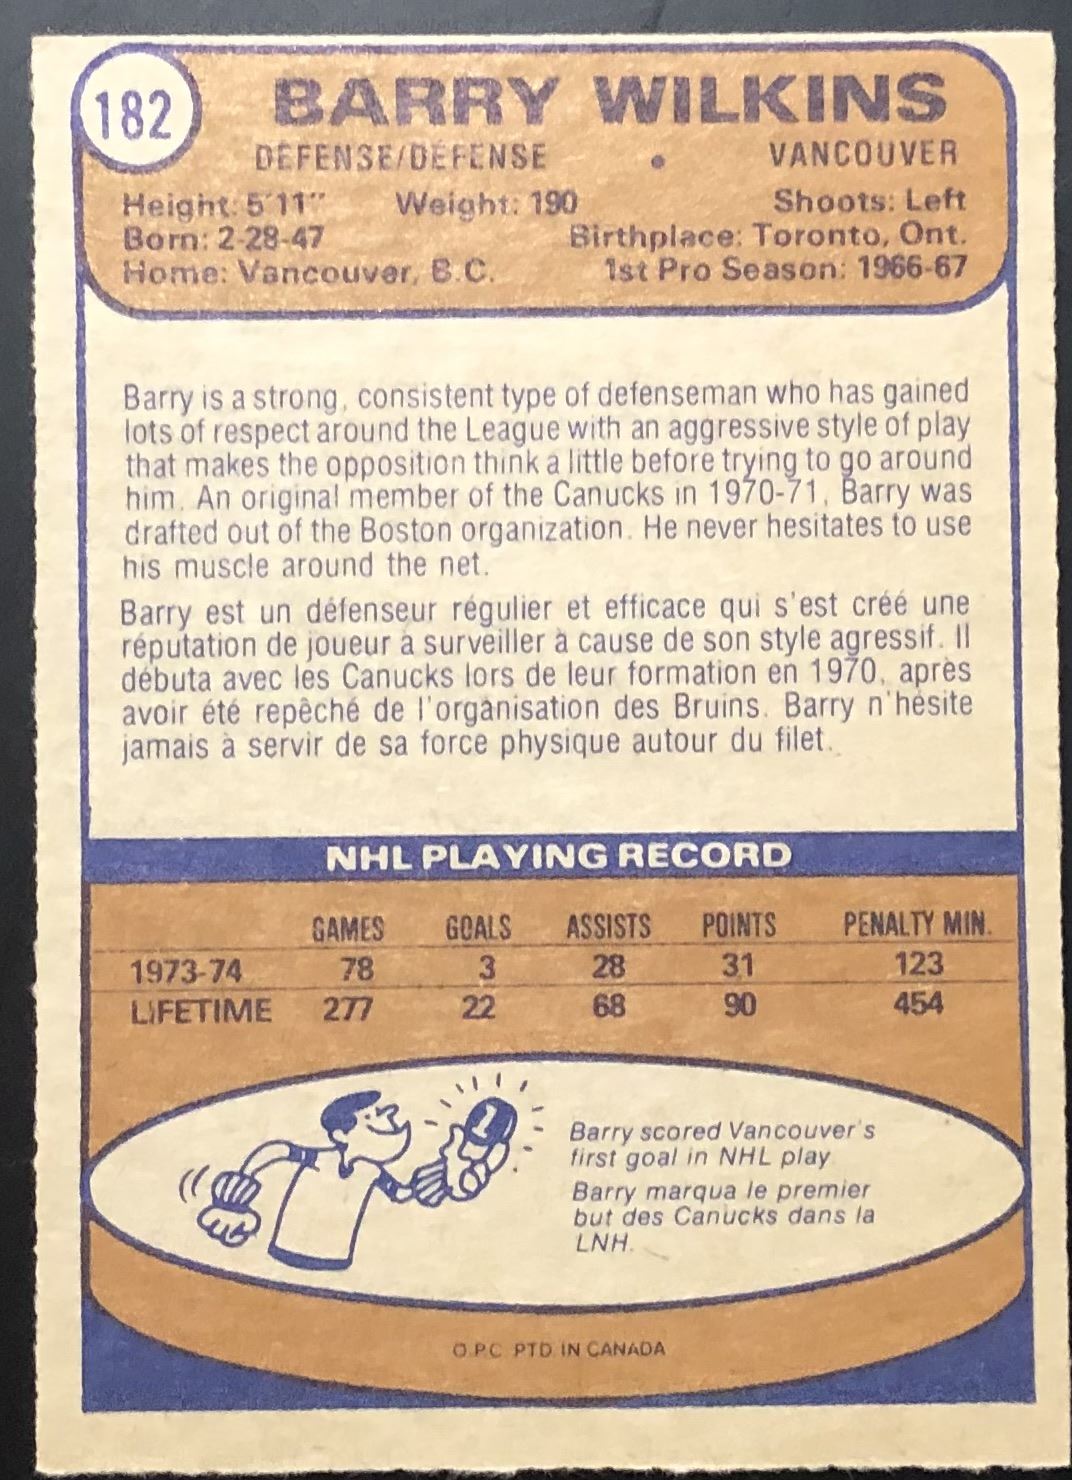 182
BARRY WILKINS
DEFENSE/DÉFENSE • VANCOUVER
Height: 5'11" Weight: 190 Shoots: Left
Born: 2-28-47 Birthplace: Toronto, Ont.
Home: Vancouver, B.C. 1st Pro Season: 1966-67
Barry is a strong, consistent type of defenseman who has gained
lots of respect around the League with an aggressive style of play
that makes the opposition think a little before trying to go around
him. An original member of the Canucks in 1970-71, Barry was
drafted out of the Boston organization. He never hesitates to use
his muscle around the net.
Barry est un défenseur régulier et efficace qui s'est créé une
réputation de joueur à surveiller à cause de son style agressif. Il
débuta avec les Canucks lors de leur formation en 1970, après
avoir été repêché de l'organisation des Bruins. Barry n'hésite
jamais à servir de sa force physique autour du filet.
NHL PLAYING RECORD
GAMES GOALS ASSISTS POINTS PENALTY MIN.
1973-74 78 3 28 31 123
LIFETIME 277 22 68 90 454
1
Barry scored Vancouver's
first goal in NHL play
Barry marqua le premier
but des Canucks dans la
LNH.
O.P.C. PTD. IN CANADA